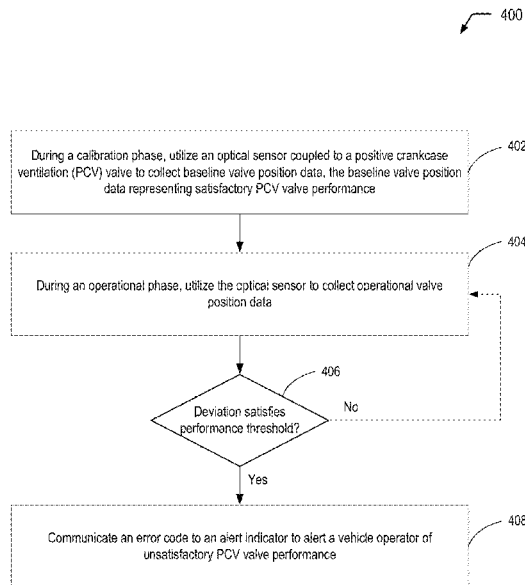 400
During a calibration phase, utilize an optical sensor coupled to a positive crankcase
ventilation (PCV) valve to collect baseline valve position data, the baseline valve position
data representing satisfactory PCV valve performance
402
During an operational phase, utilize the optical sensor to collect operational valve
position data
404
406
Deviation satisfies
performance threshold?
No
Yes
Communicate an error code to an alert indicator to alert a vehicle operator of
unsatisfactory PCV valve performance
408